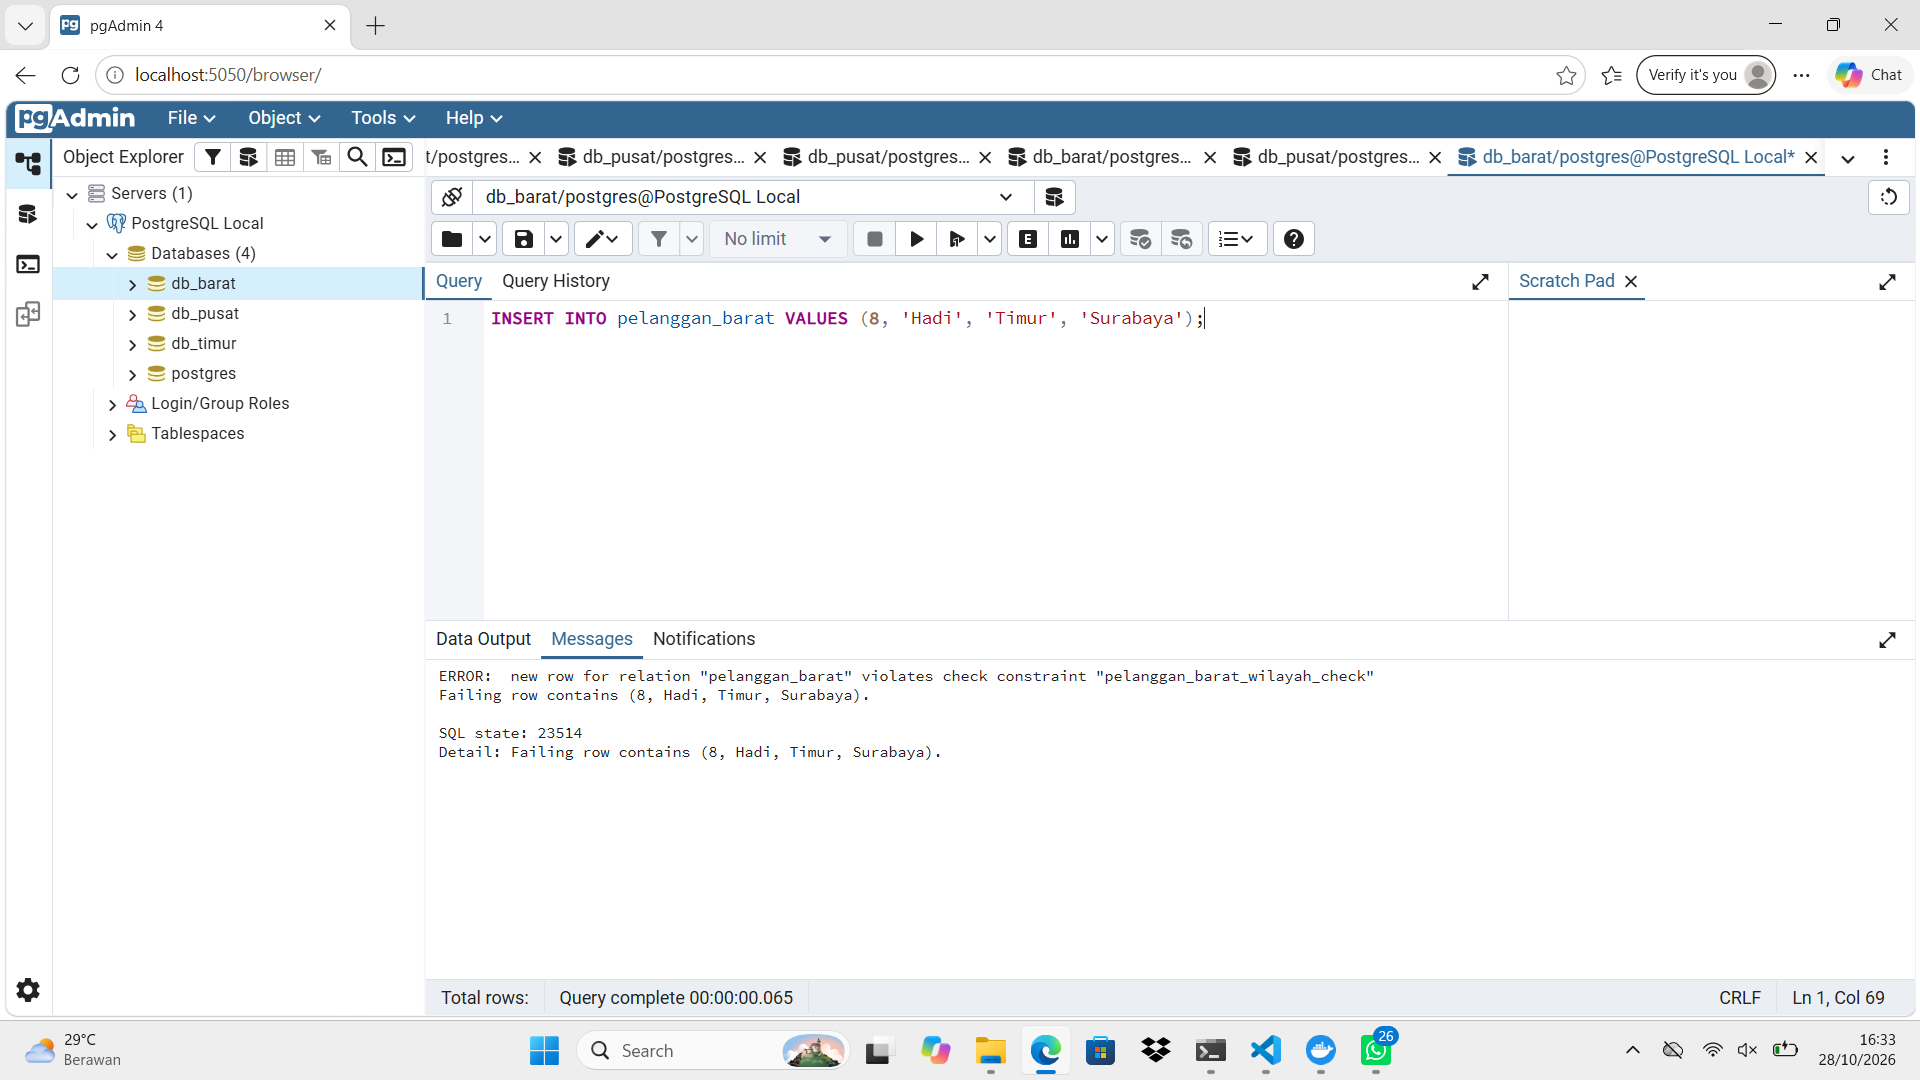 pgAdmin 4
localhost:5050/browser/
Verify it's you
Chat
pgAdmin
File
Object
Tools
Help
Object Explorer
t/postgres...
db_pusat/postgres...
db_pusat/postgres...
db_barat/postgres...
db_pusat/postgres...
db_barat/postgres@PostgreSQL Local*
Servers (1)
PostgreSQL Local
Databases (4)
db_barat
db_pusat
db_timur
postgres
Login/Group Roles
Tablespaces
db_barat/postgres@PostgreSQL Local
No limit
E
Query
Query History
Scratch Pad
1
INSERT INTO pelanggan_barat VALUES (8, 'Hadi', 'Timur', 'Surabaya');
Data Output
Messages
Notifications
ERROR:  new row for relation "pelanggan_barat" violates check constraint "pelanggan_barat_wilayah_check"
Failing row contains (8, Hadi, Timur, Surabaya).
SQL state: 23514
Detail: Failing row contains (8, Hadi, Timur, Surabaya).
Total rows:
Query complete 00:00:00.065
CRLF
Ln 1, Col 69
29°C
Berawan
Search
26
16:33
28/10/2026